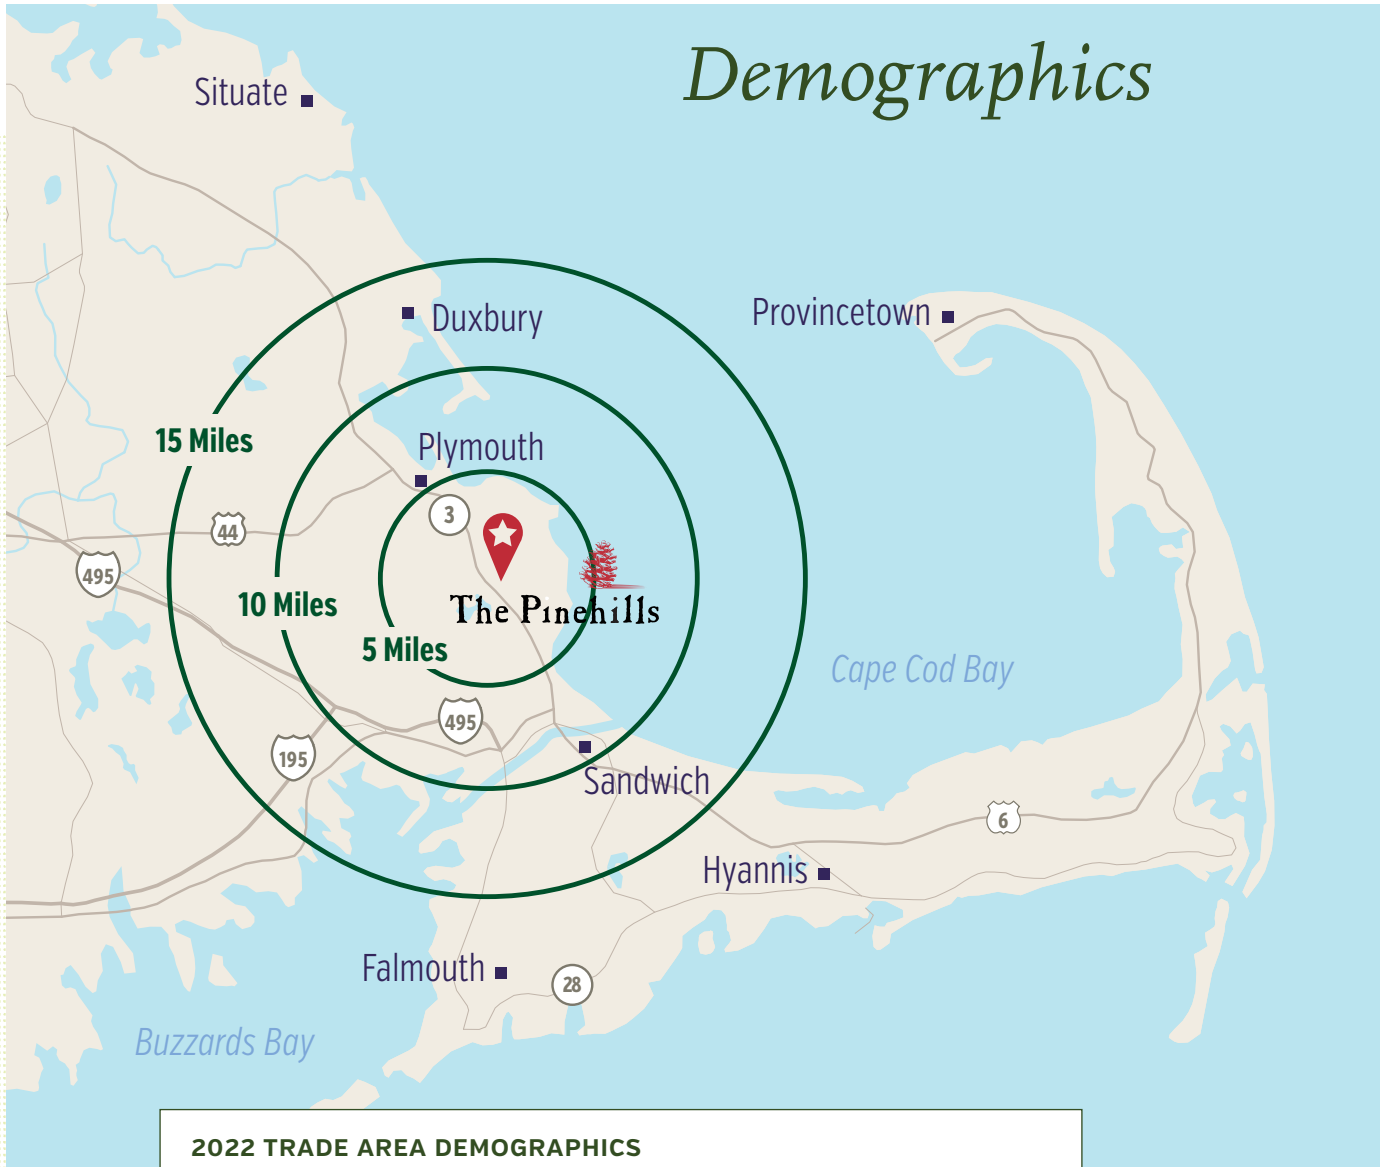 Demographics
Situate
Provincetown
Duxbury
15 Miles
Plymouth
3
44
495
10 Miles
The Pinehills
5 Miles
Cape Cod Bay
495
195
Sandwich
6
Hyannis
Falmouth
28
Buzzards Bay
2022 TRADE AREA DEMOGRAPHICS